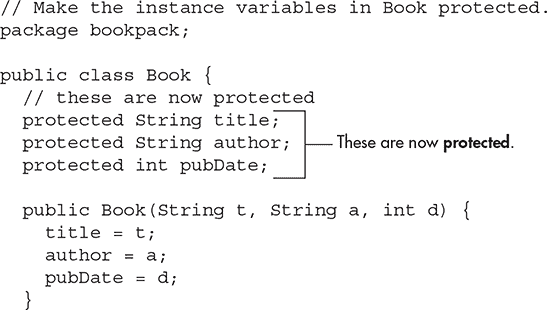 // Make the instance variables in Book protected.
package bookpack;

public class Book {
  // these are now protected
  protected String title;
  protected String author;
  These are now protected.
  protected int pubDate;

  public Book(String t, String a, int d) {
    title = t;
    author = a;
    pubDate = d;
  }